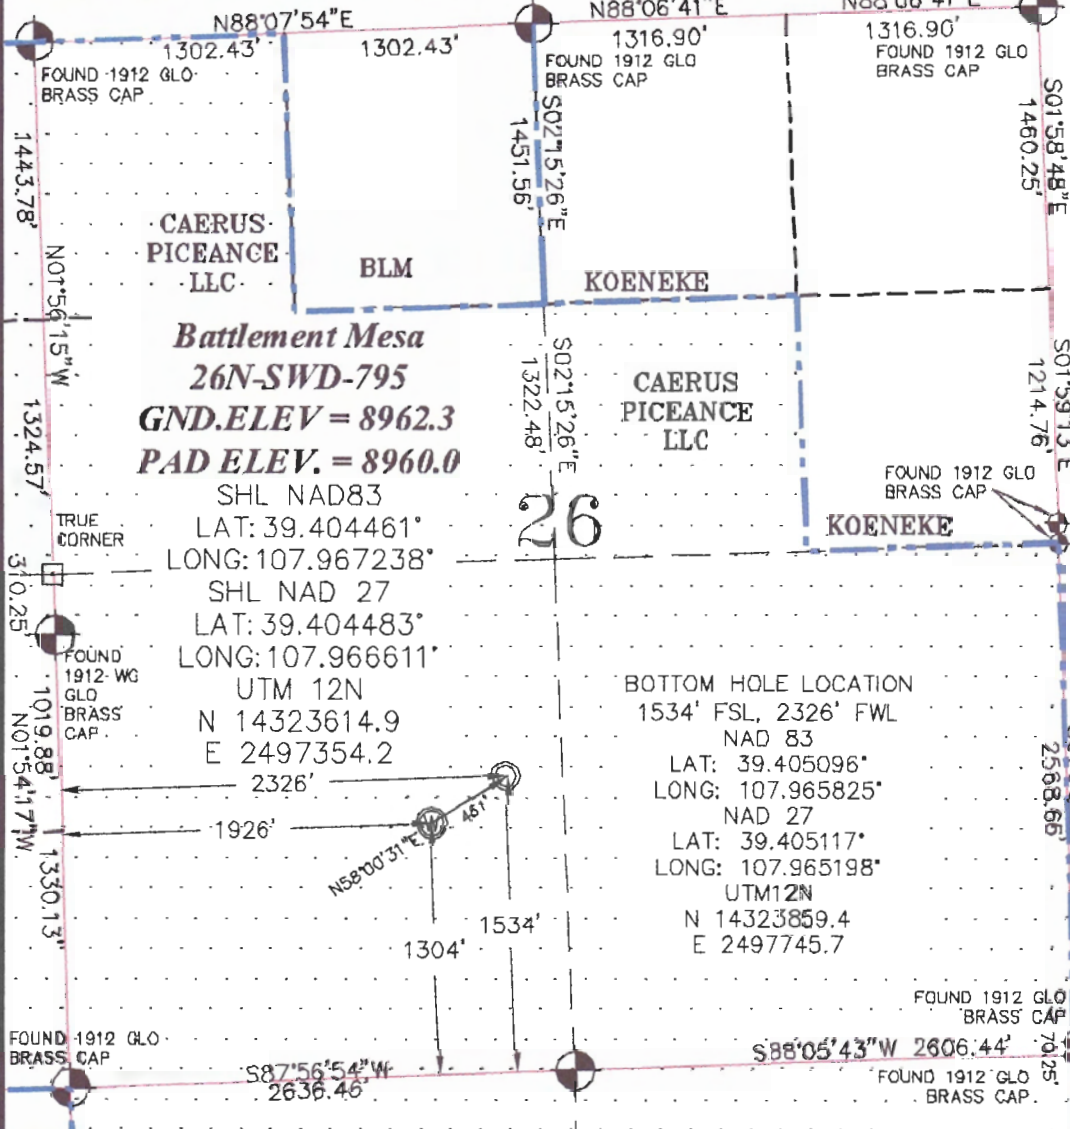 N88°07'54"E
1302.43'
1302.43'
N88°06'41"E
1316.90'
1316.90'
FOUND 1912 GLO
BRASS CAP
FOUND 1912 GLO
BRASS CAP
FOUND 1912 GLO
BRASS CAP
1443.78'
N01°56'15"W
1324.57'
S02°15'26"E
1451.56'
S01°58'48"E
1460.25'
CAERUS
PICEANCE
LLC
BLM
KOENEKE
Battlement Mesa
26N-SWD-795
GND.ELEV = 8962.3
PAD ELEV. = 8960.0
SHL NAD83
LAT: 39.404461°
LONG: 107.967238°
SHL NAD 27
LAT: 39.404483°
LONG: 107.966611°
UTM 12N
N 14323614.9
E 2497354.2
S02°15'26"E
1322.48'
CAERUS
PICEANCE
LLC
S01°59'13"E
1214.76'
26
FOUND 1912 GLO
BRASS CAP
KOENEKE
TRUE
CORNER
310.25'
FOUND
1912 WG
GLO
BRASS
CAP
1019.88'
N01°54'17"W
1330.13'
2326'
1926'
N58°00'31"E
461'
1304'
1534'
BOTTOM HOLE LOCATION
1534' FSL, 2326' FWL
NAD 83
LAT: 39.405096°
LONG: 107.965825°
NAD 27
LAT: 39.405117°
LONG: 107.965198°
UTM12N
N 14323859.4
E 2497745.7
2568.66'
FOUND 1912 GLO
BRASS CAP
70.25'
FOUND 1912 GLO
BRASS CAP
S87°56'54"W
2636.46'
S88°05'43"W 2606.44'
FOUND 1912 GLO
BRASS CAP